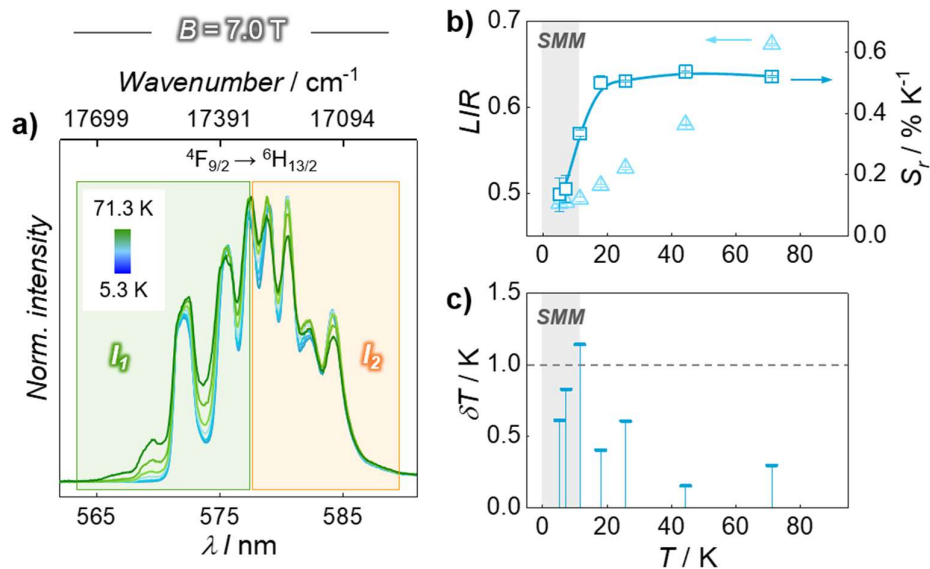 B = 7.0 T
Wavenumber / cm⁻¹
a)
17699 17391 17094
⁴F₉/₂ → ⁶H₁₃/₂
71.3 K
5.3 K
I₁
I₂
Norm. intensity
565 575 585
λ / nm
b)
SMM
0.7
0.6
0.5
LIR
0.6
0.4
0.2
0.0
Sᵣ / % K⁻¹
0 20 40 60 80
c)
SMM
1.5
1.0
0.5
0.0
δT / K
0 20 40 60 80
T / K